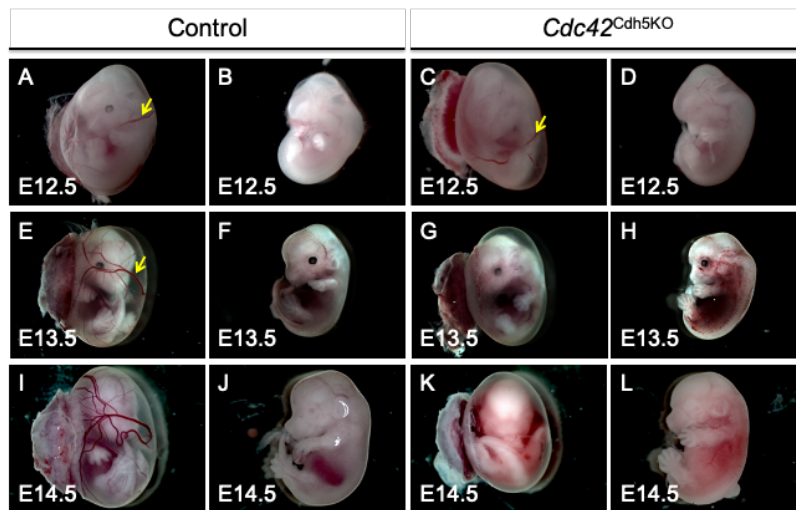 Control
Cdc42Cdh5KO
A
B
C
D
E12.5
E12.5
E12.5
E12.5
E
F
G
H
E13.5
E13.5
E13.5
E13.5
I
J
K
L
E14.5
E14.5
E14.5
E14.5